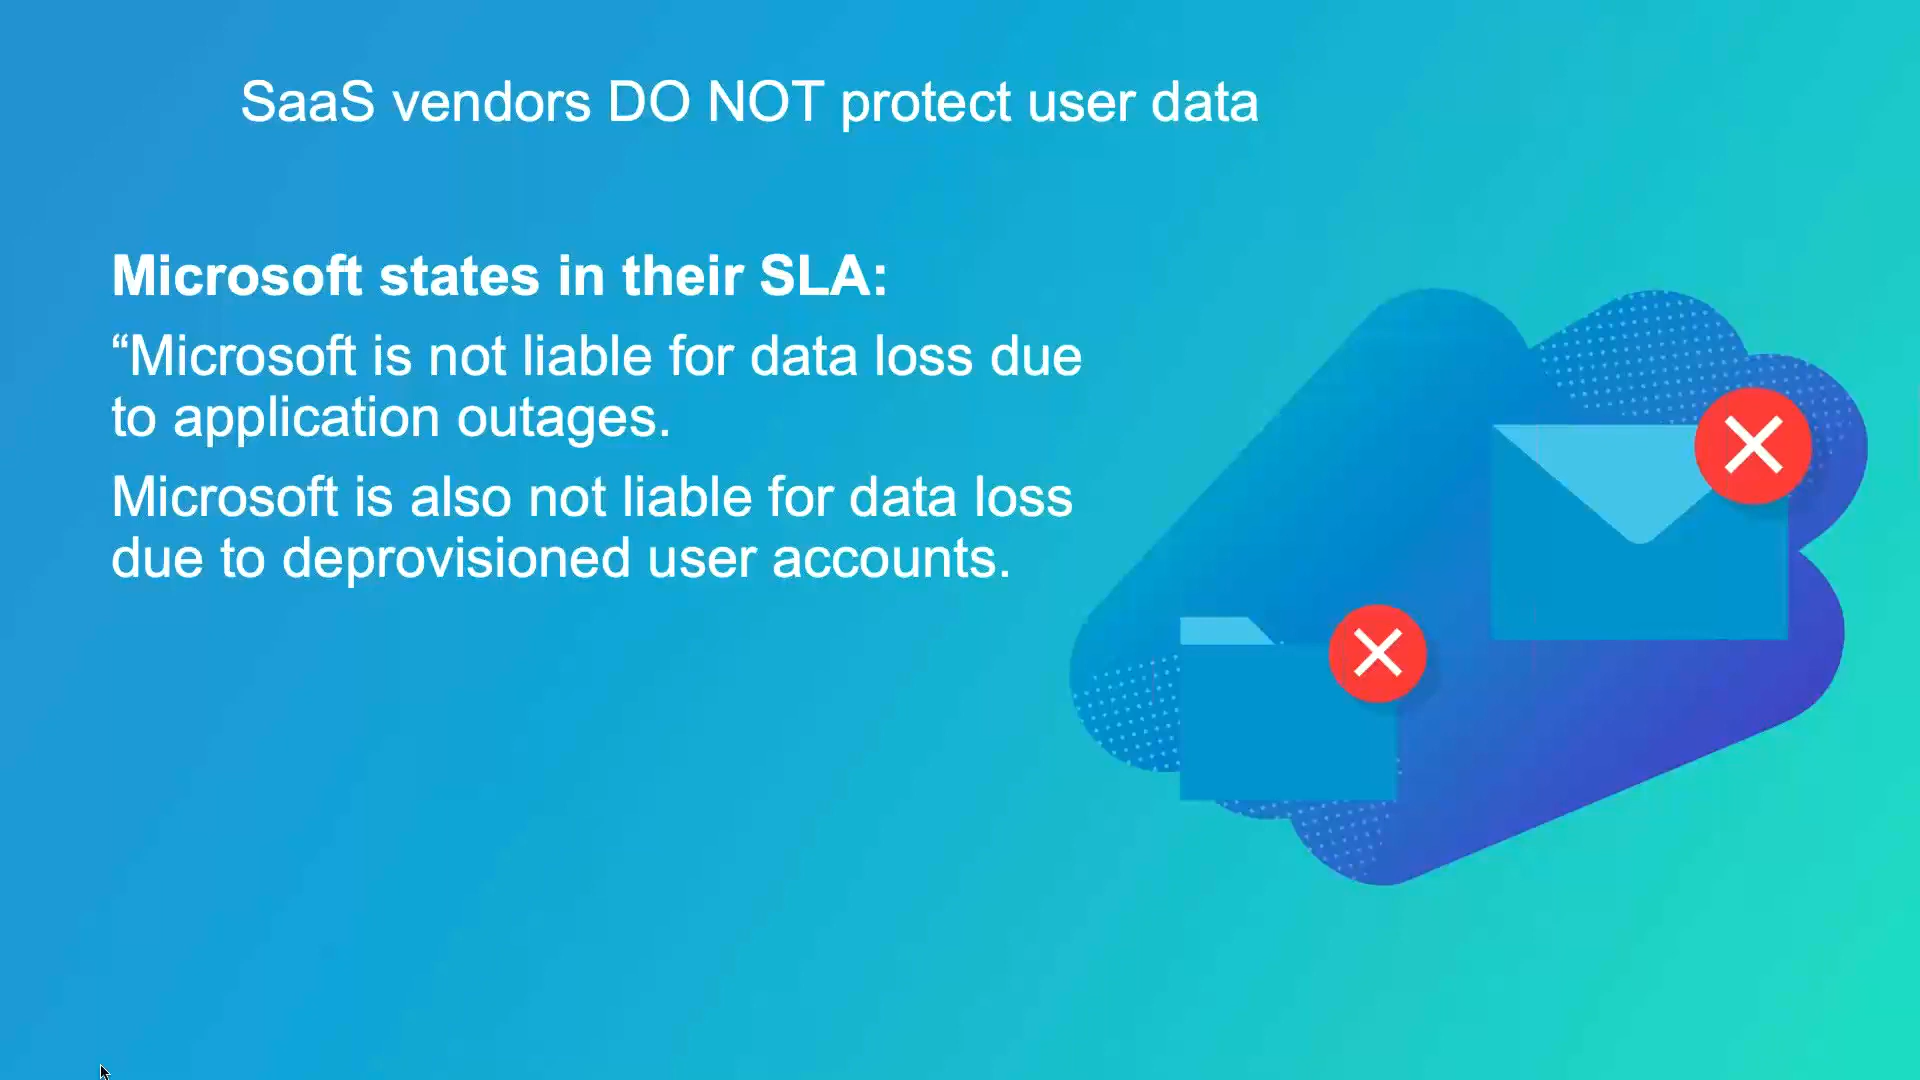 SaaS vendors DO NOT protect user data
Microsoft states in their SLA:
“Microsoft is not liable for data loss due
to application outages.
Microsoft is also not liable for data loss
due to deprovisioned user accounts.